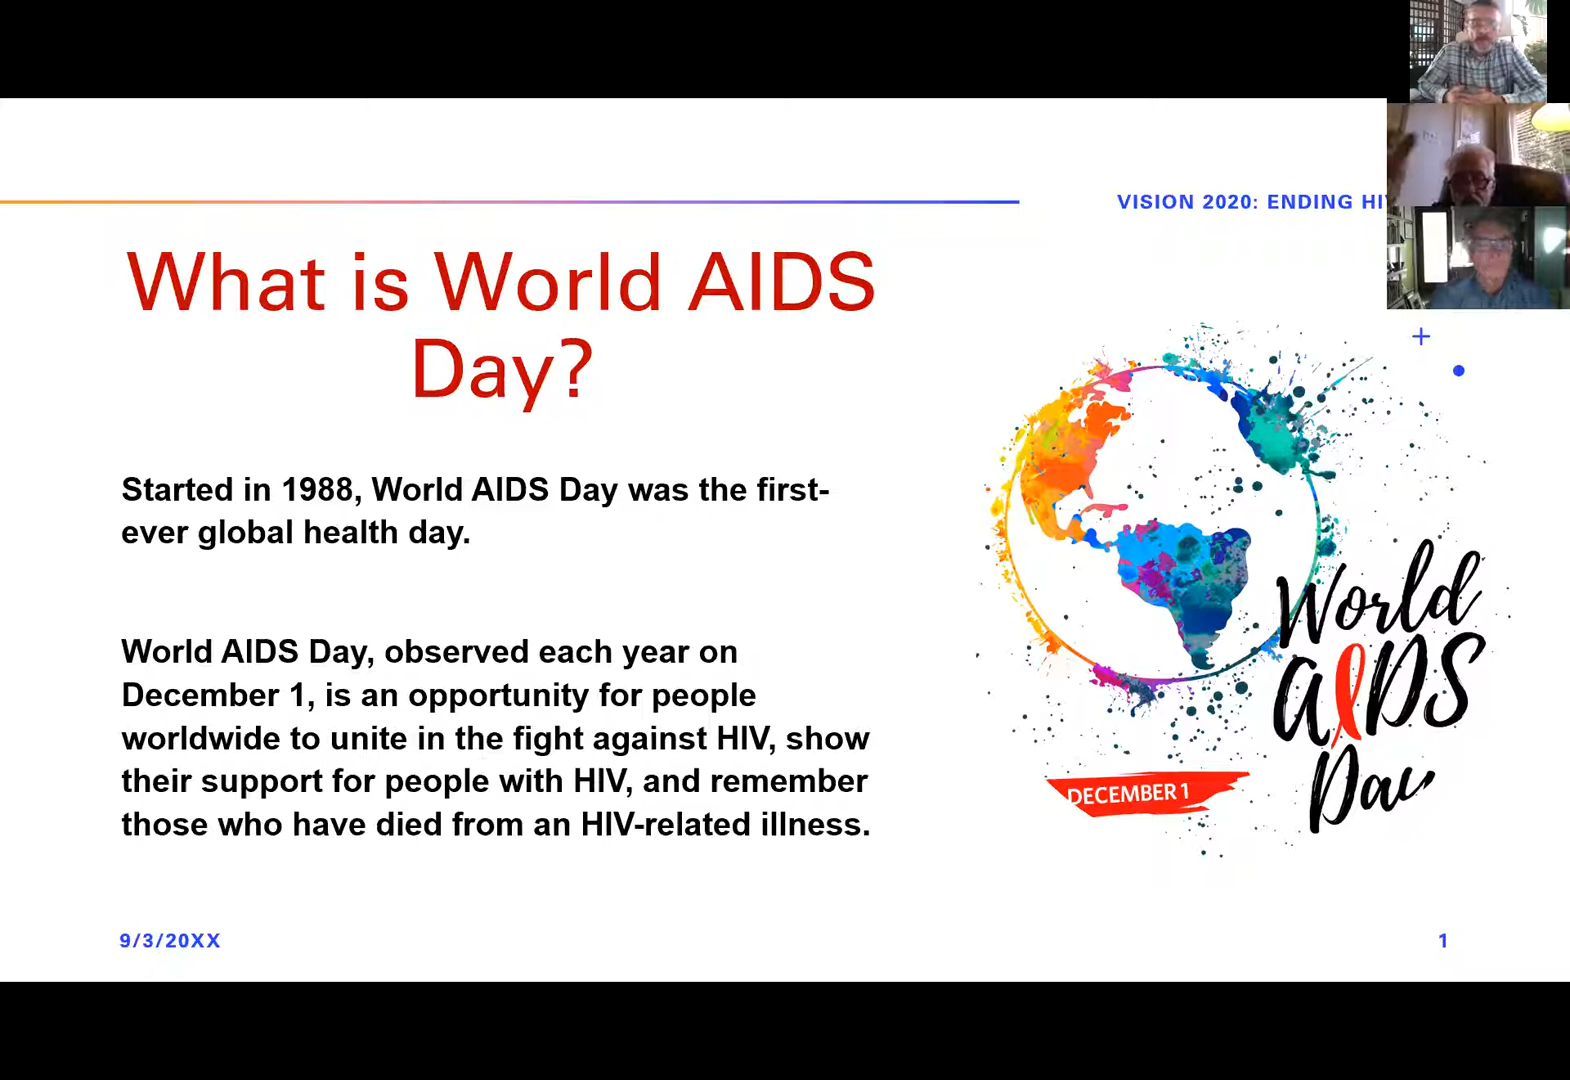 VISION 2020: ENDING HIV
What is World AIDS
Day?
Started in 1988, World AIDS Day was the first-
ever global health day.
World AIDS Day, observed each year on
December 1, is an opportunity for people
worldwide to unite in the fight against HIV, show
their support for people with HIV, and remember
those who have died from an HIV-related illness.
World
AIDS
Day
DECEMBER 1
9/3/20XX
1